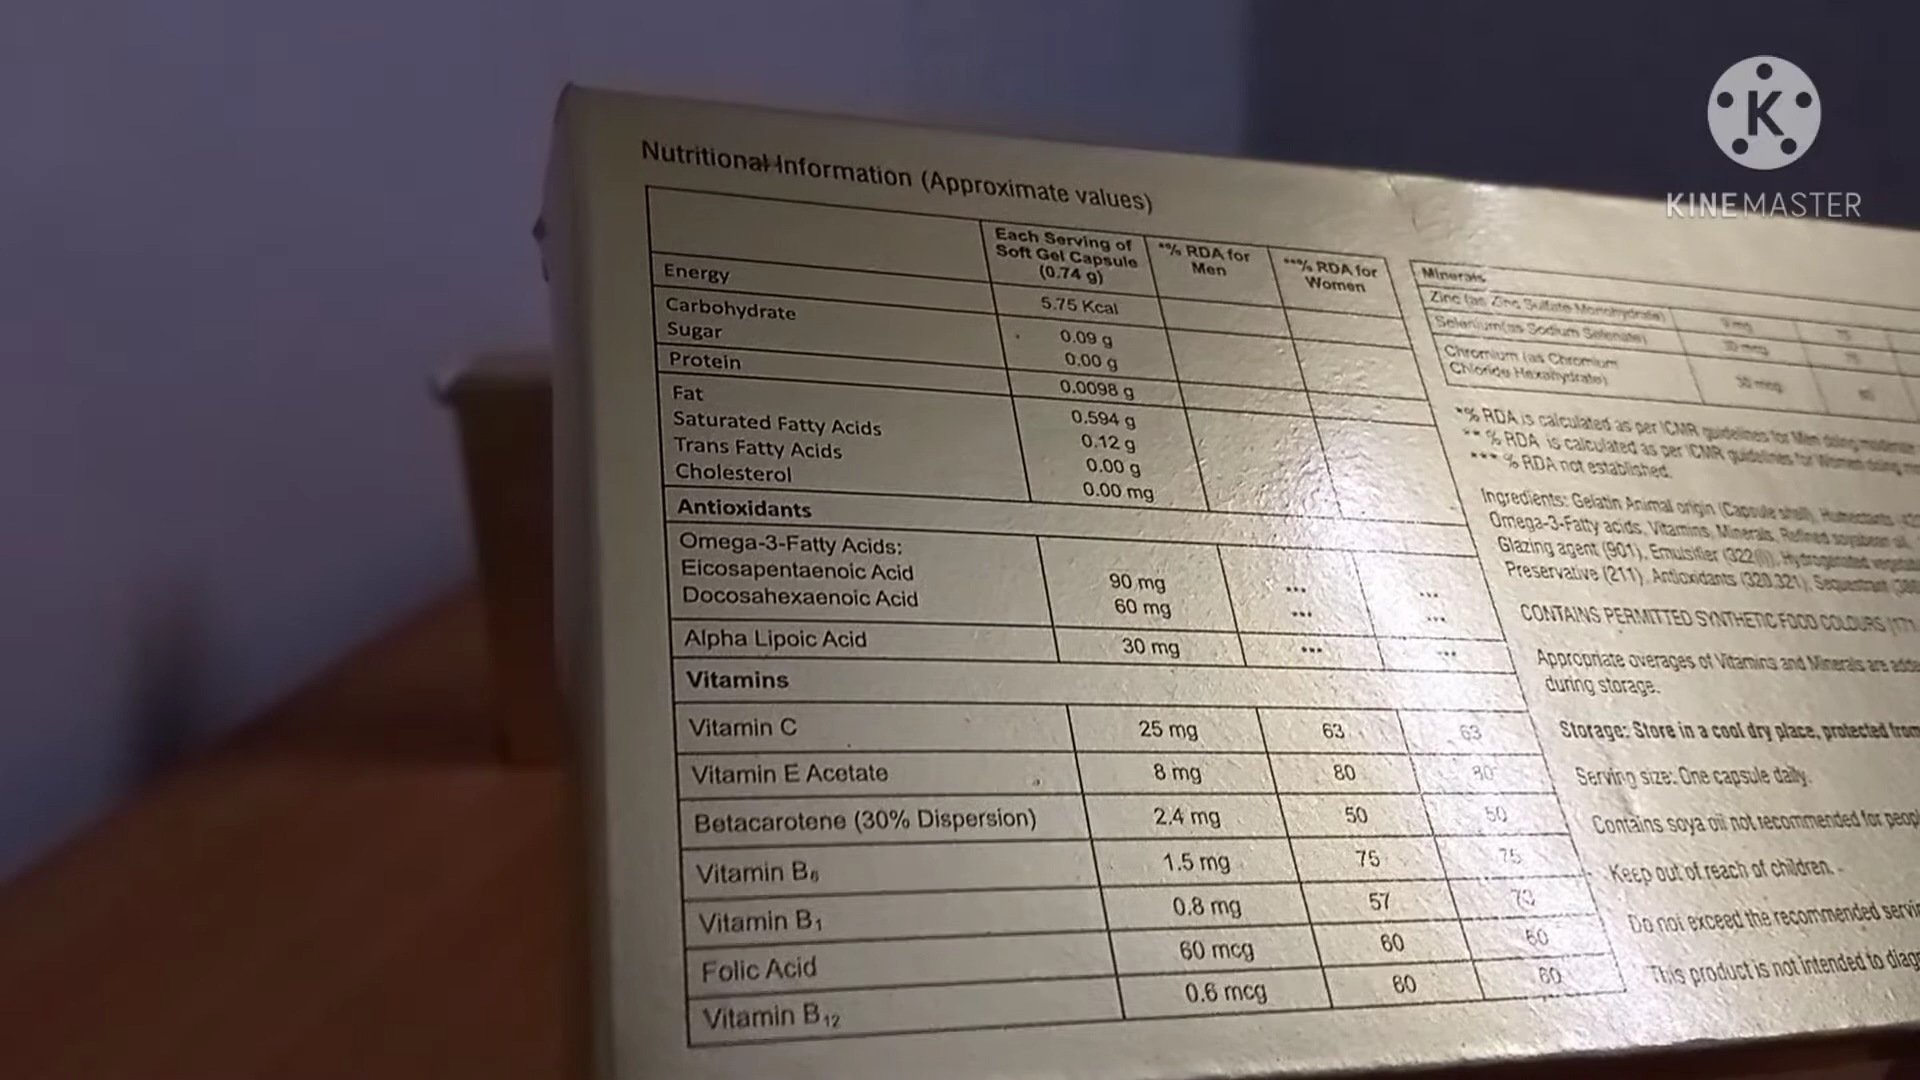 K
KINEMASTER
Nutritional Information (Approximate values)
Each Serving of Soft Gel Capsule (0.74 g) *% RDA for Men **% RDA for Women
Energy 5.75 Kcal
Carbohydrate 0.09 g
Sugar 0.00 g
Protein 0.0098 g
Fat 0.594 g
Saturated Fatty Acids 0.12 g
Trans Fatty Acids 0.00 g
Cholesterol 0.00 mg
Antioxidants
Omega-3-Fatty Acids:
Eicosapentaenoic Acid 90 mg ... ...
Docosahexaenoic Acid 60 mg ... ...
Alpha Lipoic Acid 30 mg ... ...
Vitamins
Vitamin C 25 mg 63 63
Vitamin E Acetate 8 mg 80 80
Betacarotene (30% Dispersion) 2.4 mg 50 50
Vitamin B6 1.5 mg 75 75
Vitamin B1 0.8 mg 57 73
Folic Acid 60 mcg 60 60
Vitamin B12 0.6 mcg 60 60
Minerals
Zinc (as Zinc Sulfate Monohydrate)
Selenium(as Sodium Selenate)
Chromium (as Chromium
Chloride Hexahydrate)
*% RDA is calculated as per ICMR guidelines for Men doing moderate
**% RDA is calculated as per ICMR guidelines for Women doing
***% RDA not established.
Ingredients: Gelatin Animal origin (Capsule shell), Humectants
Omega-3-Fatty acids, Vitamins, Minerals, Refined soyabean oil,
Glazing agent (901), Emulsifier (322(i)), Hydrogenated
Preservative (211), Antioxidants (320,321), Sequestrant
CONTAINS PERMITTED SYNTHETIC FOOD COLOURS (171
Appropriate overages of Vitamins and Minerals are
during storage.
Storage: Store in a cool dry place, protected from
Serving size: One capsule daily.
Contains soya oil not recommended for
Keep out of reach of children.
Do not exceed the recommended
This product is not intended to